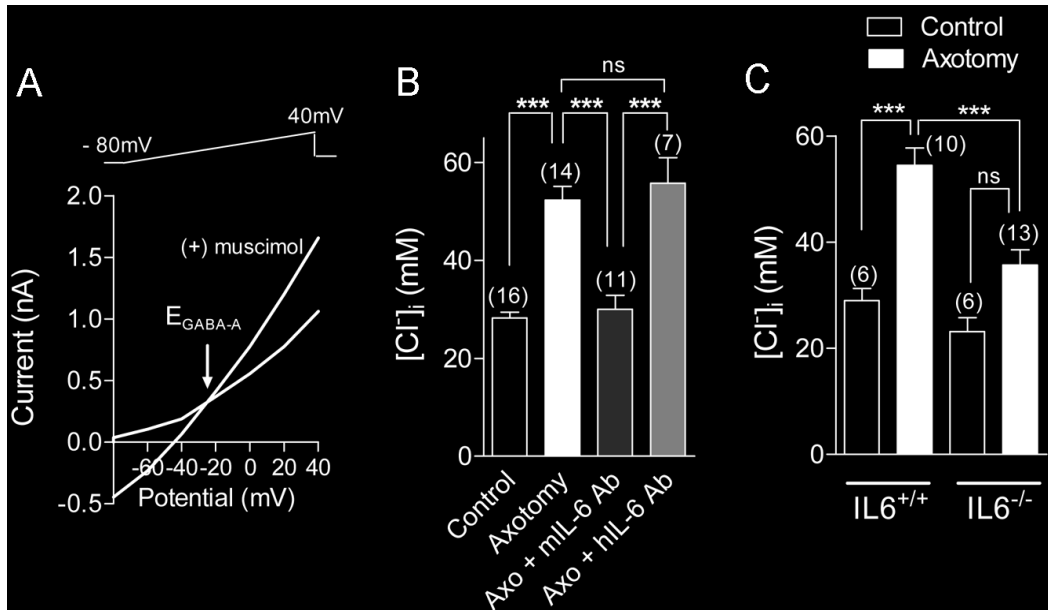 Control
Axotomy
A
- 80mV
40mV
2.0
1.5
1.0
0.5
0.0
-0.5
Current (nA)
(+) muscimol
E_GABA-A
-60 -40 -20 0 20 40
Potential (mV)
B
ns
*** *** ***
(16) (14) (11) (7)
60
40
20
0
[Cl⁻]i (mM)
Control
Axotomy
Axo + mIL-6 Ab
Axo + hIL-6 Ab
C
*** ***
ns
(6) (10) (6) (13)
60
40
20
0
[Cl⁻]i (mM)
IL6+/+ IL6-/-